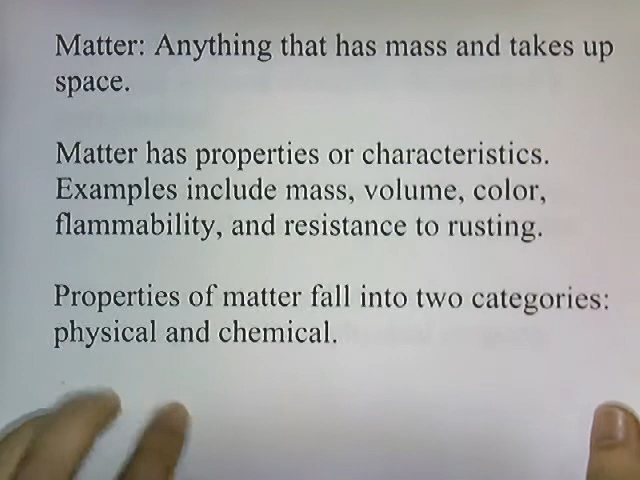 Matter: Anything that has mass and takes up
space.
Matter has properties or characteristics.
Examples include mass, volume, color,
flammability, and resistance to rusting.
Properties of matter fall into two categories:
physical and chemical.